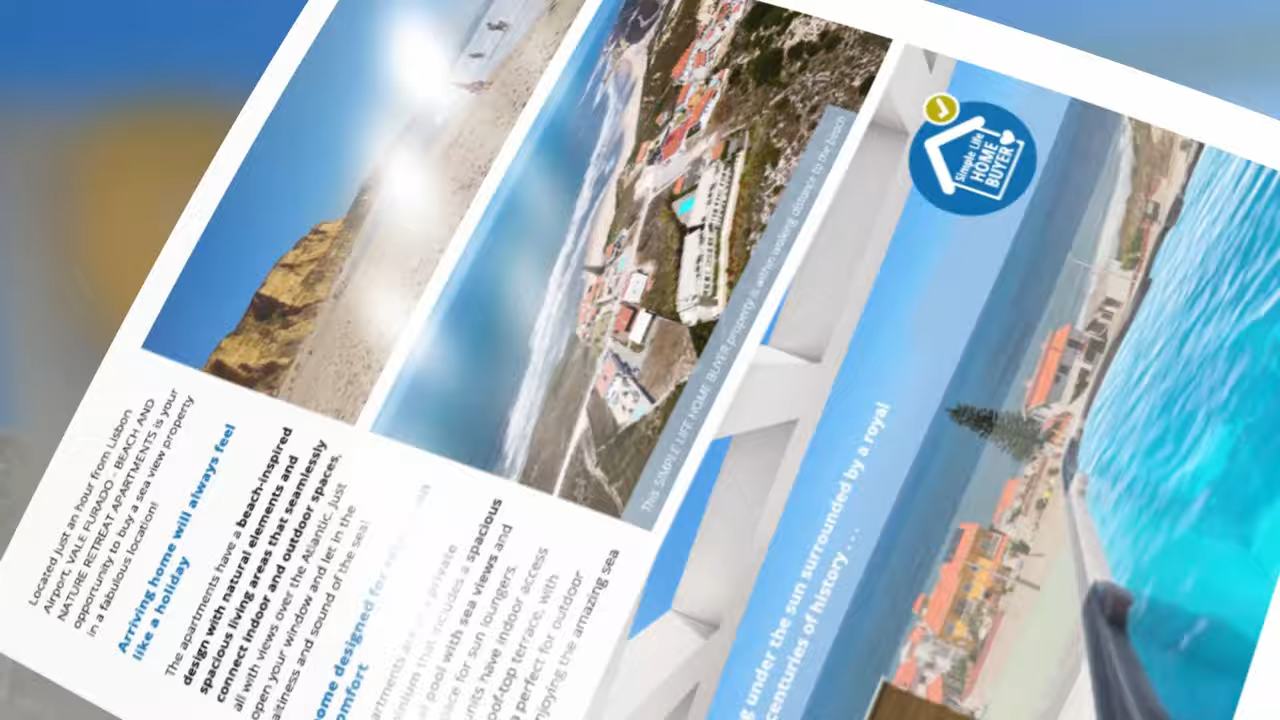 Located just an hour from Lisbon
Airport, VALE FURADO - BEACH AND
NATURE RETREAT APARTMENTS IS your
opportunity to buy a sea view property
in a fabulous location!
Arriving home will always feel
like a holiday
The apartments have a beach-inspired
design with natural elements and
spacious living areas that seamlessly
connect indoor and outdoor spaces,
all with views over the Atlantic. Just
open your window and let in the
and sound of the sea!
designed for
private
that includes a spacious
pool with sea views and
for sun loungers.
have indoor access
terrace with
perfect for outdoor
the amazing sea
This SIMPLE LIFE HOME BUYER property is within walking distance to the beach
Simple Life
HOME
BUYER
under the sun surrounded by a royal
centuries of history . . .